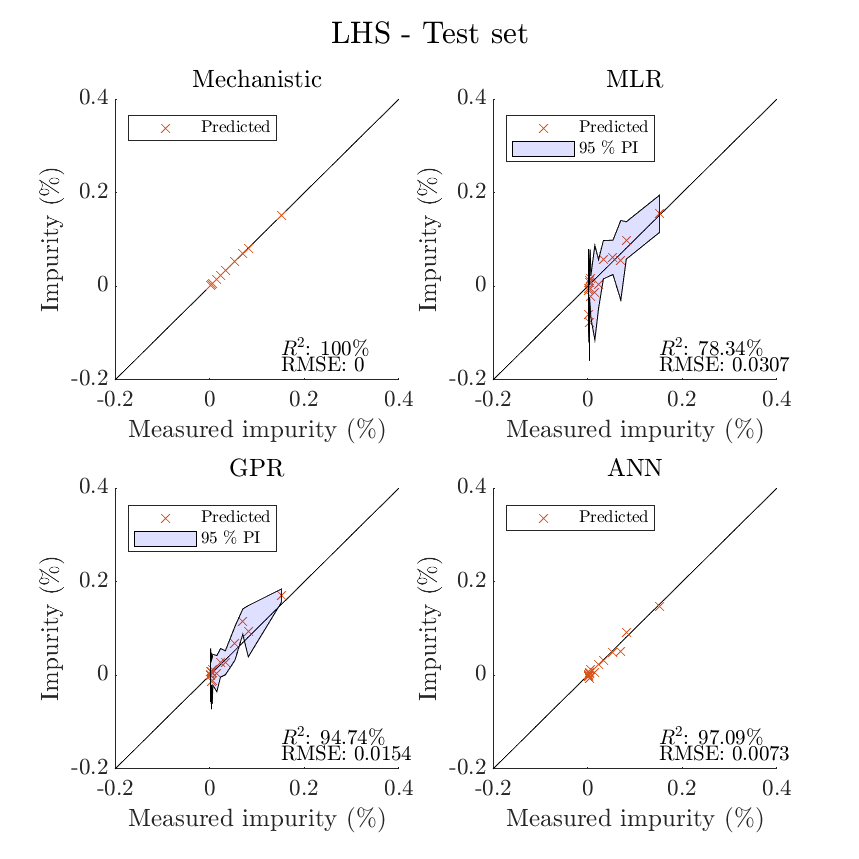 LHS - Test set
Mechanistic
0.4
0.2
0
-0.2
Impurity (%)
Predicted
R²: 100%
RMSE: 0
-0.2 0 0.2 0.4
Measured impurity (%)
MLR
0.4
0.2
0
-0.2
Impurity (%)
Predicted
95 % PI
R²: 78.34%
RMSE: 0.0307
-0.2 0 0.2 0.4
Measured impurity (%)
GPR
0.4
0.2
0
-0.2
Impurity (%)
Predicted
95 % PI
R²: 94.74%
RMSE: 0.0154
-0.2 0 0.2 0.4
Measured impurity (%)
ANN
0.4
0.2
0
-0.2
Impurity (%)
Predicted
R²: 97.09%
RMSE: 0.0073
-0.2 0 0.2 0.4
Measured impurity (%)